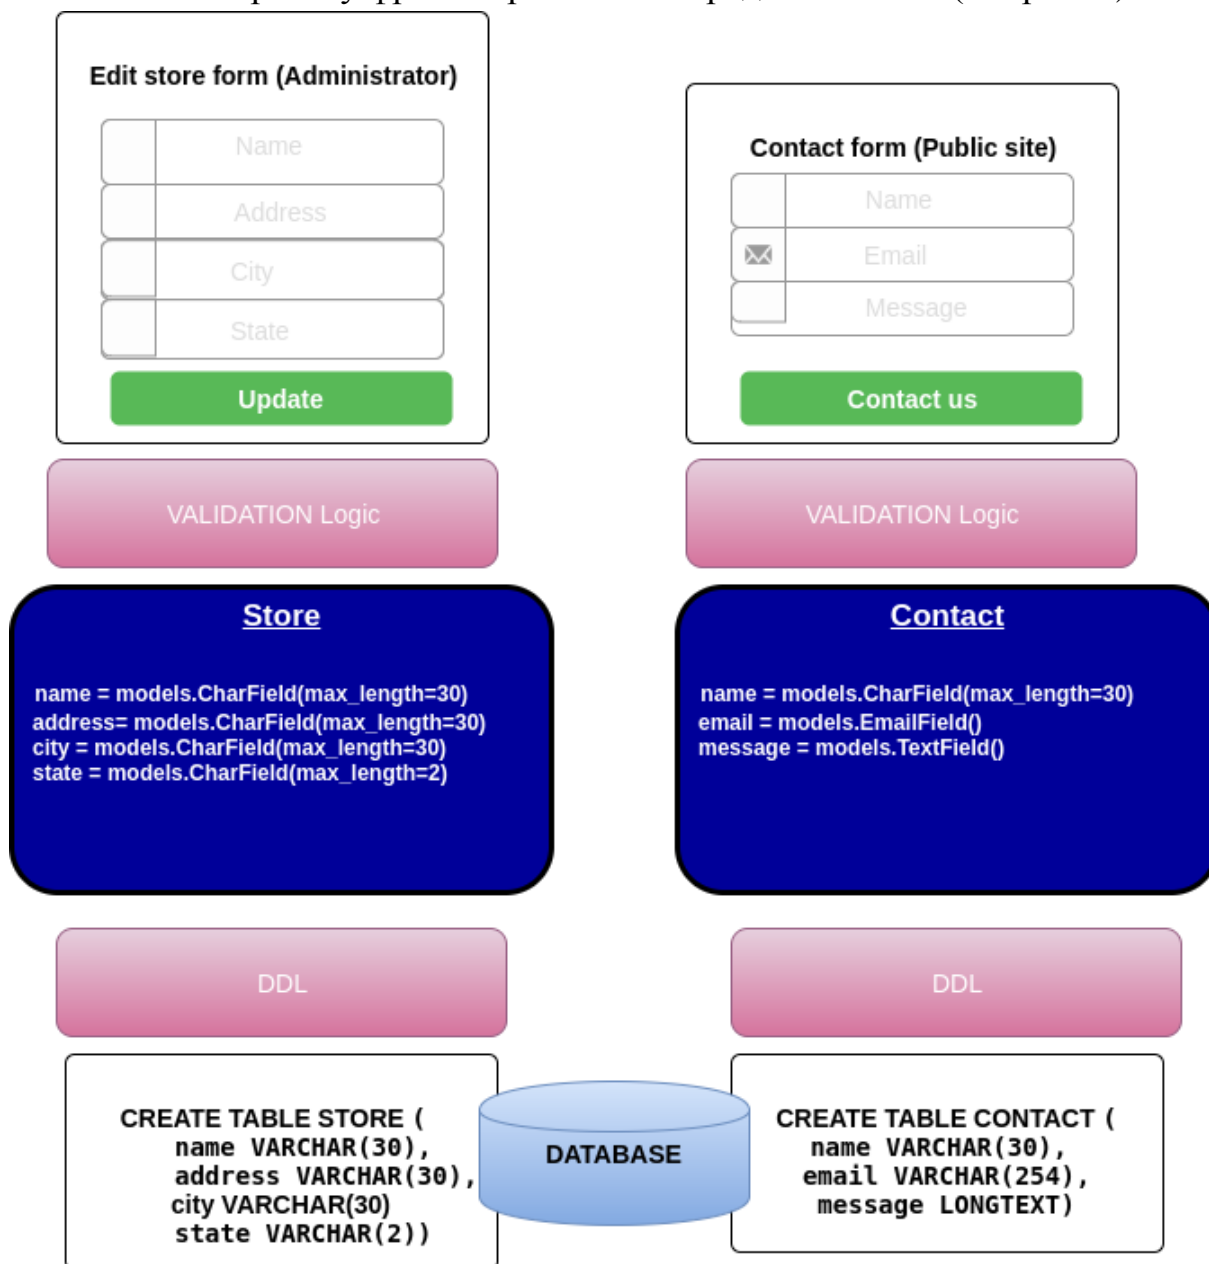 Edit store form (Administrator)
Name
Address
City
State
Update
Contact form (Public site)
Name
Email
Message
Contact us
VALIDATION Logic
VALIDATION Logic
Store
name = models.CharField(max_length=30)
address= models.CharField(max_length=30)
city = models.CharField(max_length=30)
state = models.CharField(max_length=2)
Contact
name = models.CharField(max_length=30)
email = models.EmailField()
message = models.TextField()
DDL
DDL
CREATE TABLE STORE (
name VARCHAR(30),
address VARCHAR(30),
city VARCHAR(30)
state VARCHAR(2))
DATABASE
CREATE TABLE CONTACT (
name VARCHAR(30),
email VARCHAR(254),
message LONGTEXT)